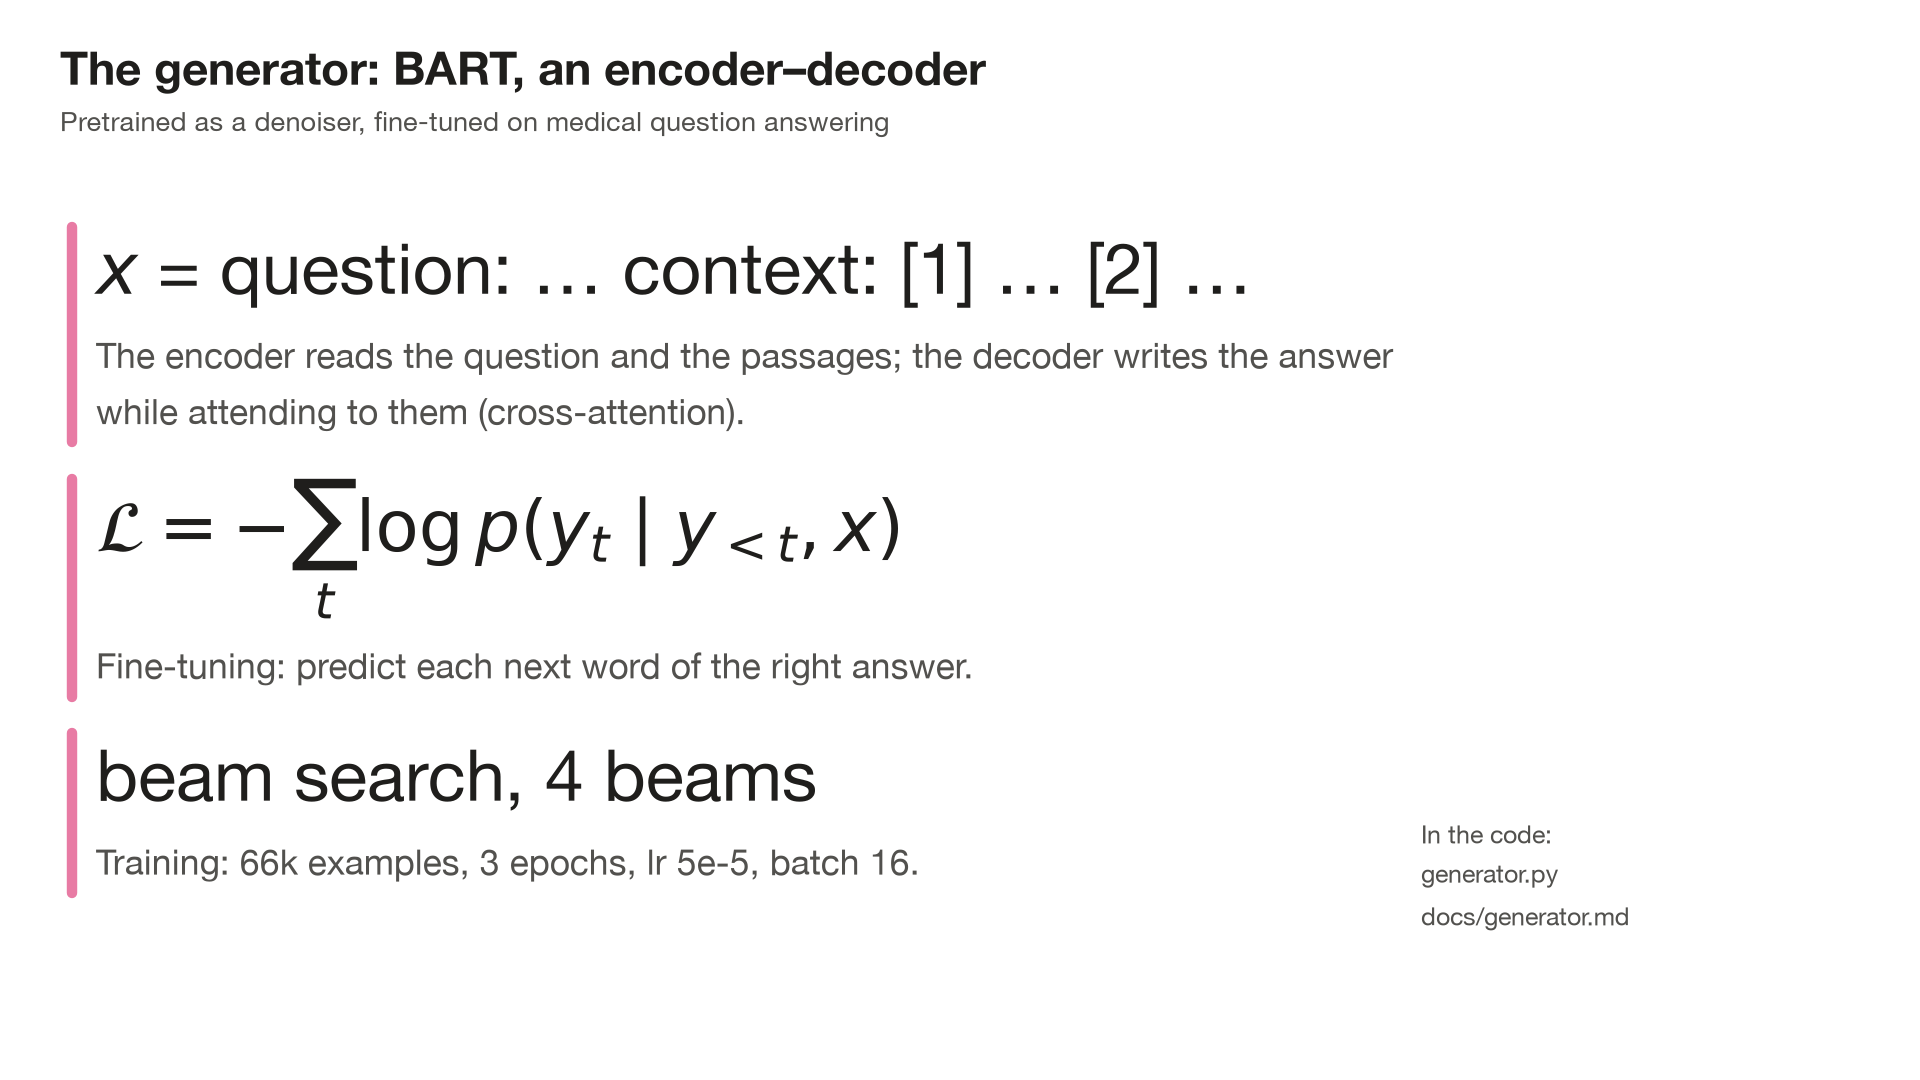 The generator: BART, an encoder–decoder
Pretrained as a denoiser, fine-tuned on medical question answering
x = question: … context: [1] … [2] …
The encoder reads the question and the passages; the decoder writes the answer
while attending to them (cross-attention).
ℒ = −∑_t log p(y_t | y_{<t}, x)
Fine-tuning: predict each next word of the right answer.
beam search, 4 beams
Training: 66k examples, 3 epochs, lr 5e-5, batch 16.
In the code:
generator.py
docs/generator.md